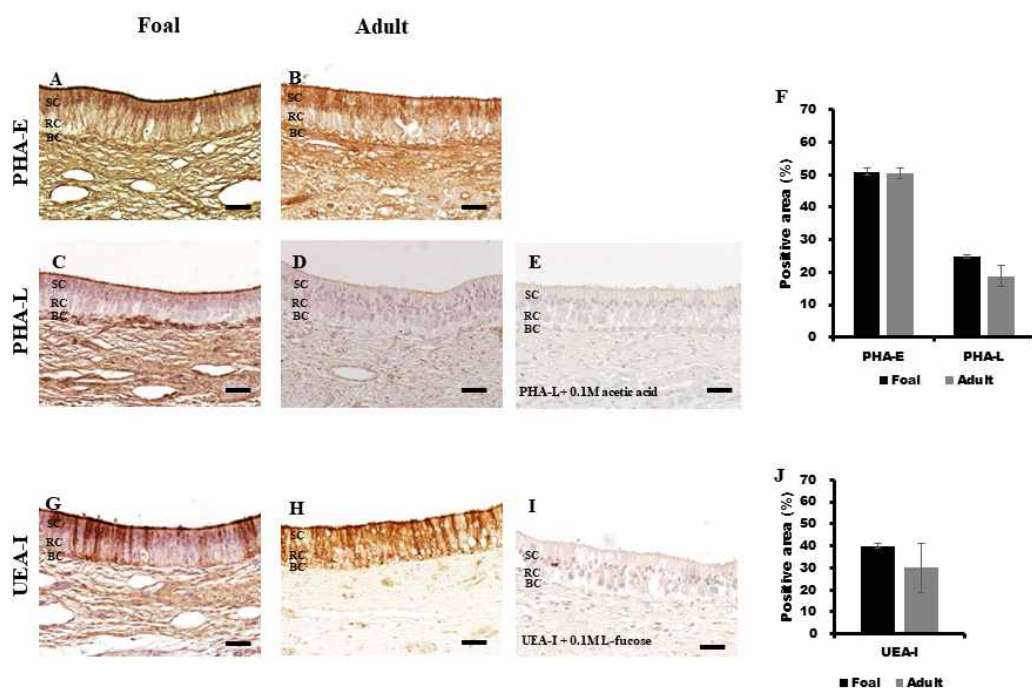 Foal Adult
PHA-E
A
SC
RC
BC
B
SC
RC
BC
F
70
60
50
40
30
20
10
0
Positive area (%)
PHA-E PHA-L
Foal Adult
PHA-L
C
SC
RC
BC
D
SC
RC
BC
E
SC
RC
BC
PHA-L + 0.1M acetic acid
UEA-I
G
SC
RC
BC
H
SC
RC
BC
I
SC
RC
BC
UEA-I + 0.1M L-fucose
J
70
60
50
40
30
20
10
0
Positive area (%)
UEA-I
Foal Adult